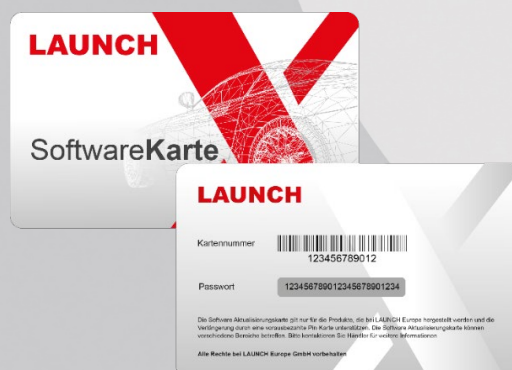 LAUNCH
SoftwareKarte
LAUNCH
Kartennummer
123456789012
Passwort
123456789012345678901234
Die Software Aktualisierungskarte gilt nur für die Produkte, die bei LAUNCH Europe hergestellt werden und die
Verlängerung durch eine vorausbezahlte Pin-Karte unterstützen. Die Software Aktualisierungskarte können
verschiedene Bereiche betreffen. Bitte kontaktieren Sie Händler für weitere Informationen
Alle Rechte bei LAUNCH Europe GmbH vorbehalten